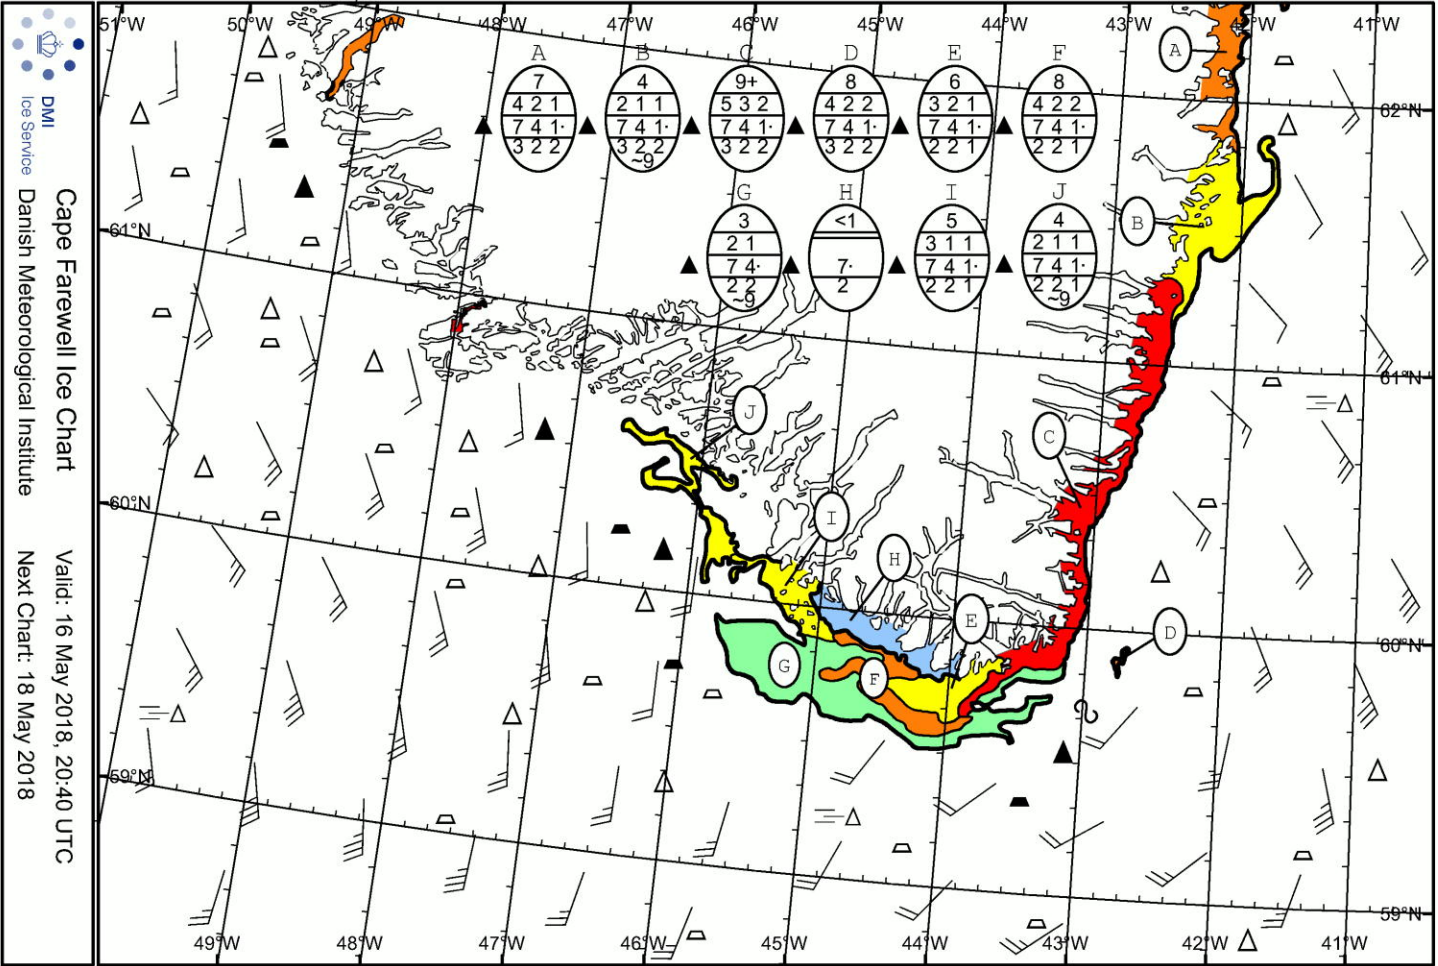 51°W 50°W 49°W 48°W 47°W 46°W 45°W 44°W 43°W 42°W 41°W
DMI
Ice Service
Cape Farewell Ice Chart
Danish Meteorological Institute
Valid: 16 May 2018, 20:40 UTC
Next Chart: 18 May 2018
A B C D E F
7 4 9+ 8 6 8
4 2 1 2 1 1 5 3 2 4 2 2 3 2 1 4 2 2
7 4 1· 7 4 1· 7 4 1· 7 4 1· 7 4 1· 7 4 1·
3 2 2 3 2 2 3 2 2 3 2 2 2 2 1 2 2 1
~9
G H I J
3 <1 5 4
2 1 3 1 1 2 1 1
7 4· 7· 7 4 1· 7 4 1·
2 2 2 2 2 1 2 2 1
~9 ~9
A
62°N
B
61°N
61°N
J
C
60°N
I
H
E
D
60°N
G
F
59°N
59°N
49°W 48°W 47°W 46°W 45°W 44°W 43°W 42°W 41°W